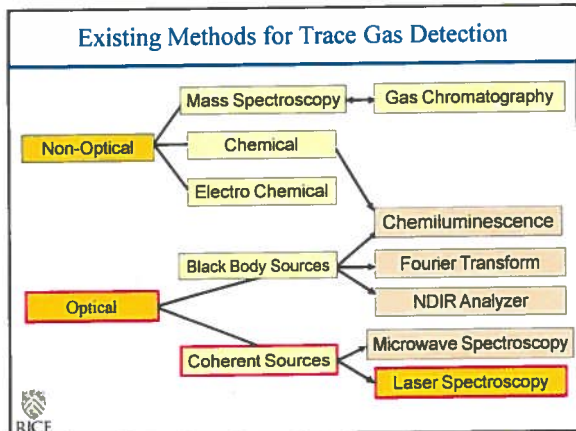 Existing Methods for Trace Gas Detection
Mass Spectroscopy
Gas Chromatography
Non-Optical
Chemical
Electro Chemical
Chemiluminescence
Black Body Sources
Fourier Transform
NDIR Analyzer
Optical
Microwave Spectroscopy
Coherent Sources
Laser Spectroscopy
RICE